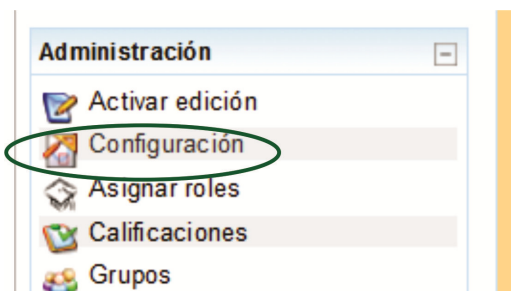 Administración
Activar edición
Configuración
Asignar roles
Calificaciones
Grupos